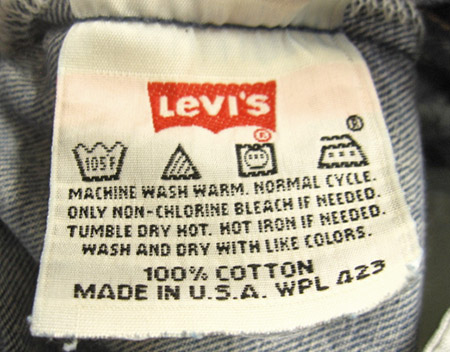 LEVI'S
®
105F ®
MACHINE WASH WARM. NORMAL CYCLE.
ONLY NON-CHLORINE BLEACH IF NEEDED.
TUMBLE DRY HOT. HOT IRON IF NEEDED.
WASH AND DRY WITH LIKE COLORS.
100% COTTON
MADE IN U.S.A. WPL 423